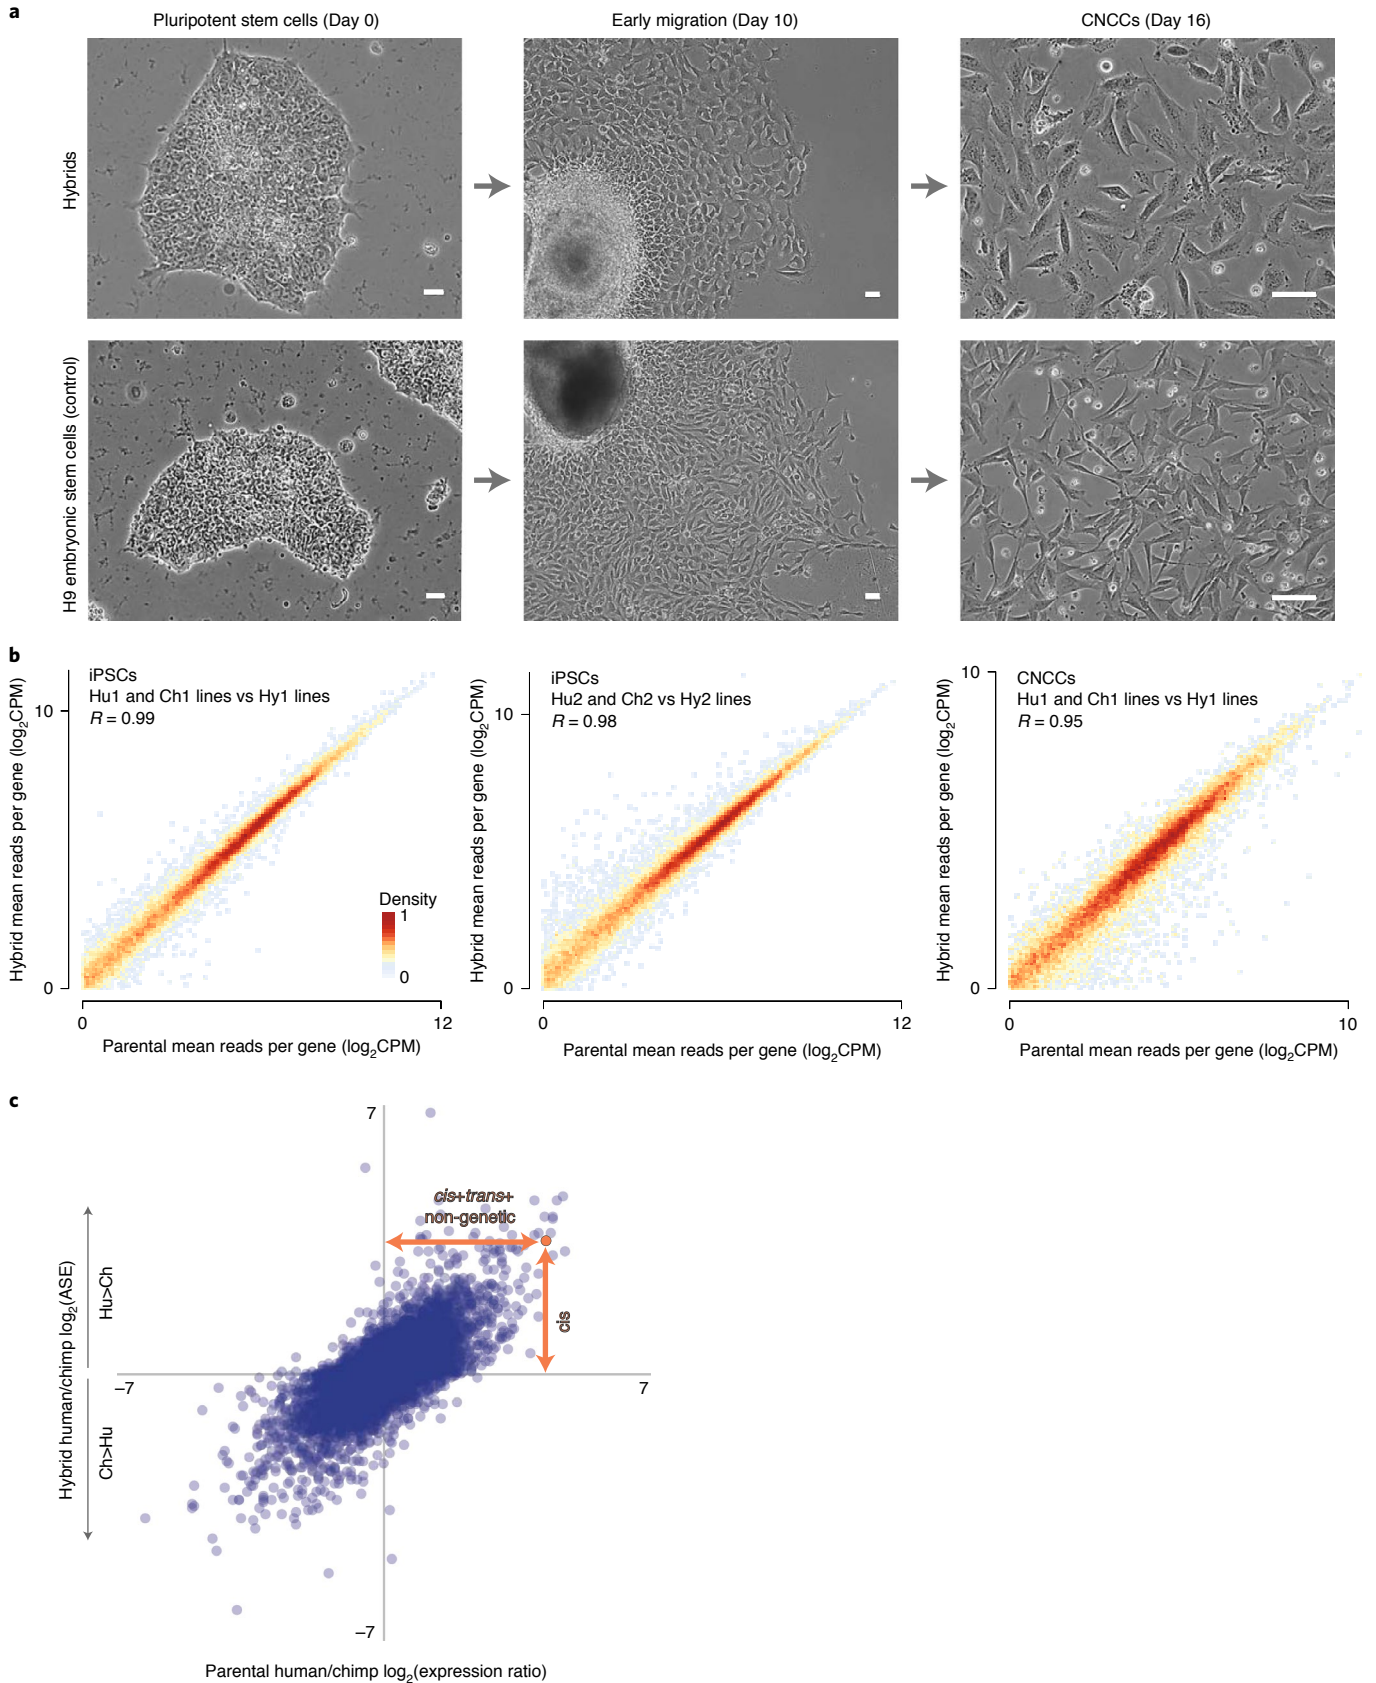 a
Pluripotent stem cells (Day 0)
Early migration (Day 10)
CNCCs (Day 16)
Hybrids
H9 embryonic stem cells (control)
b
Hybrid mean reads per gene (log2CPM)
10
0
iPSCs
Hu1 and Ch1 lines vs Hy1 lines
R = 0.99
Density
1
0
0
12
Parental mean reads per gene (log2CPM)
Hybrid mean reads per gene (log2CPM)
10
0
iPSCs
Hu2 and Ch2 vs Hy2 lines
R = 0.98
0
12
Parental mean reads per gene (log2CPM)
Hybrid mean reads per gene (log2CPM)
10
0
CNCCs
Hu1 and Ch1 lines vs Hy1 lines
R = 0.95
0
10
Parental mean reads per gene (log2CPM)
c
7
cis+trans+
non-genetic
cis
Hybrid human/chimp log2(ASE)
Hu>Ch
Ch>Hu
–7
7
–7
Parental human/chimp log2(expression ratio)